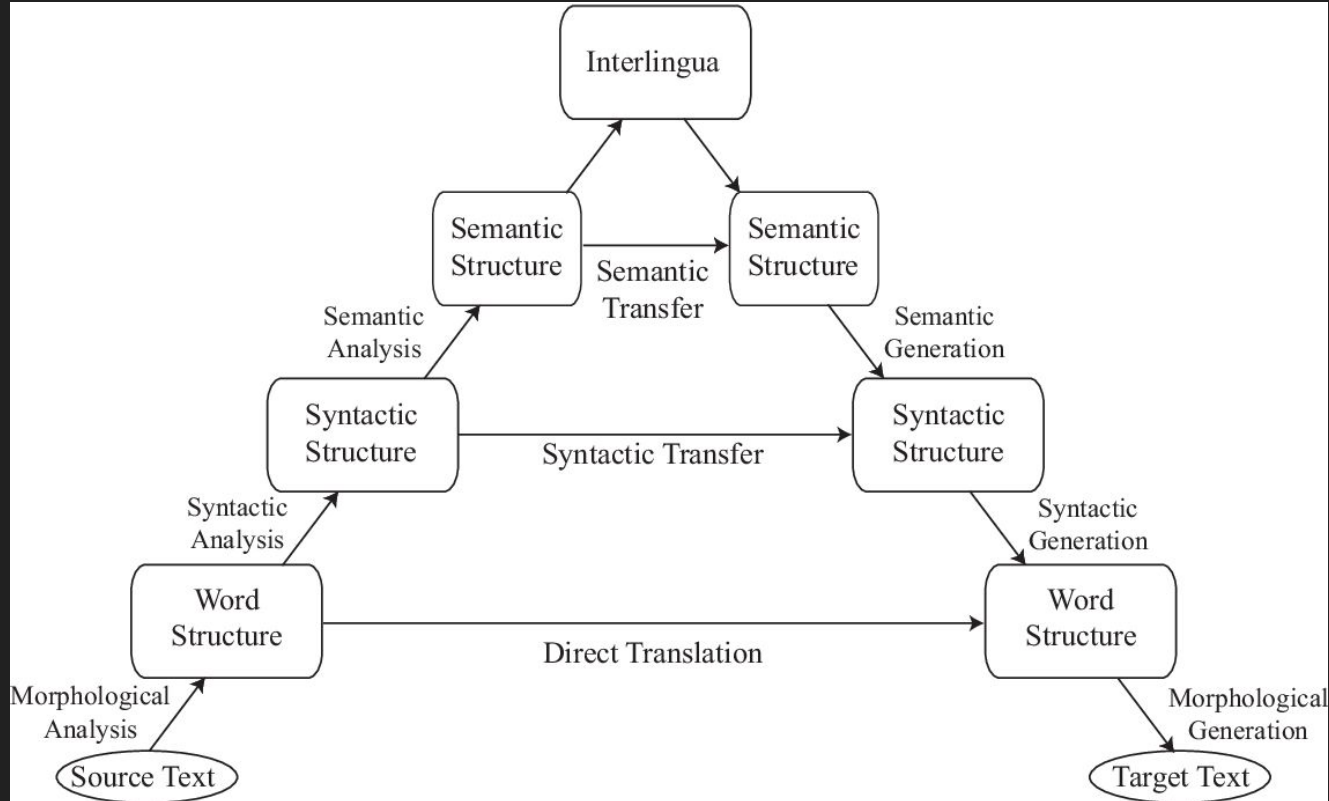 Interlingua
Semantic
Structure
Semantic
Structure
Semantic
Transfer
Semantic
Analysis
Semantic
Generation
Syntactic
Structure
Syntactic
Structure
Syntactic Transfer
Syntactic
Analysis
Syntactic
Generation
Word
Structure
Word
Structure
Direct Translation
Morphological
Analysis
Morphological
Generation
Source Text
Target Text